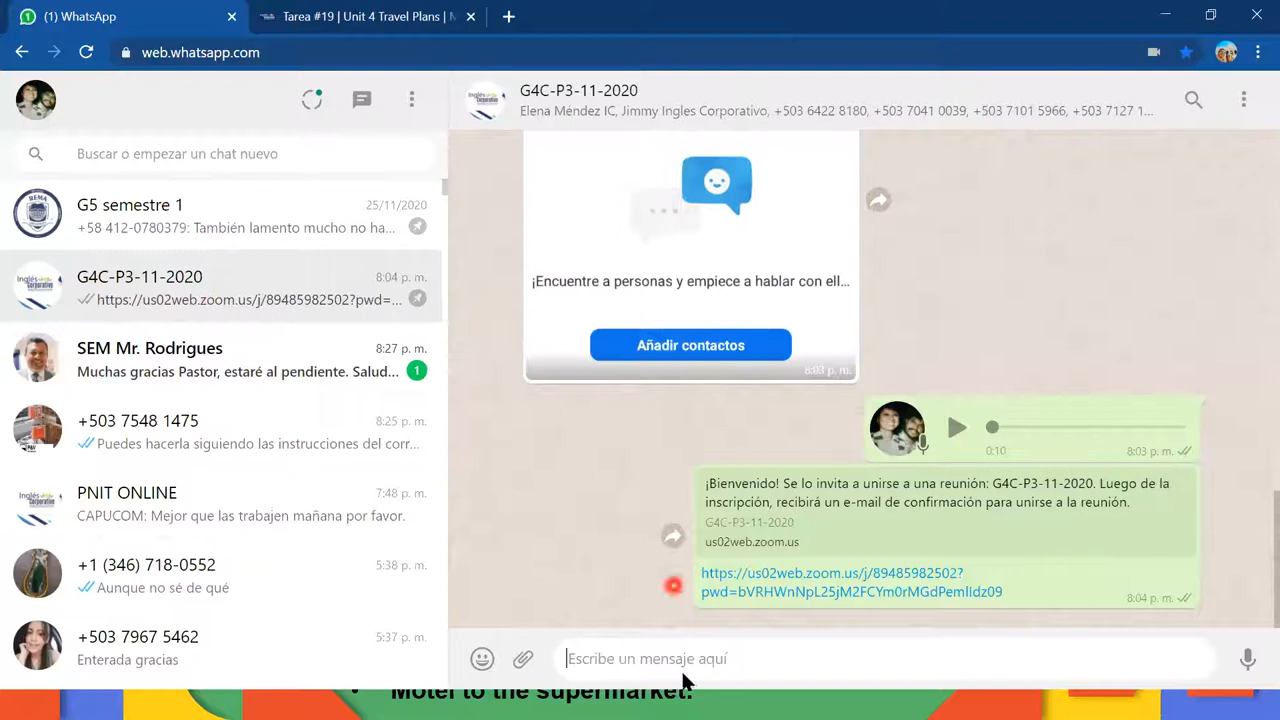 (1) WhatsApp
Tarea #19 | Unit 4 Travel Plans |
web.whatsapp.com
Buscar o empezar un chat nuevo
G5 semestre 1
25/11/2020
+58 412-0780379: También lamento mucho no ha...
G4C-P3-11-2020
8:04 p. m.
https://us02web.zoom.us/j/89485982502?pwd=...
SEM Mr. Rodrigues
8:27 p. m.
Muchas gracias Pastor, estaré al pendiente. Salud...
1
+503 7548 1475
8:25 p. m.
Puedes hacerla siguiendo las instrucciones del corr...
PNIT ONLINE
7:48 p. m.
CAPUCOM: Mejor que las trabajen mañana por favor.
+1 (346) 718-0552
5:38 p. m.
Aunque no sé de qué
+503 7967 5462
5:37 p. m.
Enterada gracias
G4C-P3-11-2020
Elena Méndez IC, Jimmy Ingles Corporativo, +503 6422 8180, +503 7041 0039, +503 7101 5966, +503 7127 1...
¡Encuentre a personas y empiece a hablar con ell...
Añadir contactos
8:03 p. m.
0:10
8:03 p. m.
¡Bienvenido! Se lo invita a unirse a una reunión: G4C-P3-11-2020. Luego de la
inscripción, recibirá un e-mail de confirmación para unirse a la reunión.
G4C-P3-11-2020
us02web.zoom.us
https://us02web.zoom.us/j/89485982502?
pwd=bVRHWnNpL25jM2FCYm0rMGdPemlIdz09
8:04 p. m.
Escribe un mensaje aquí
Motel to the supermarket.